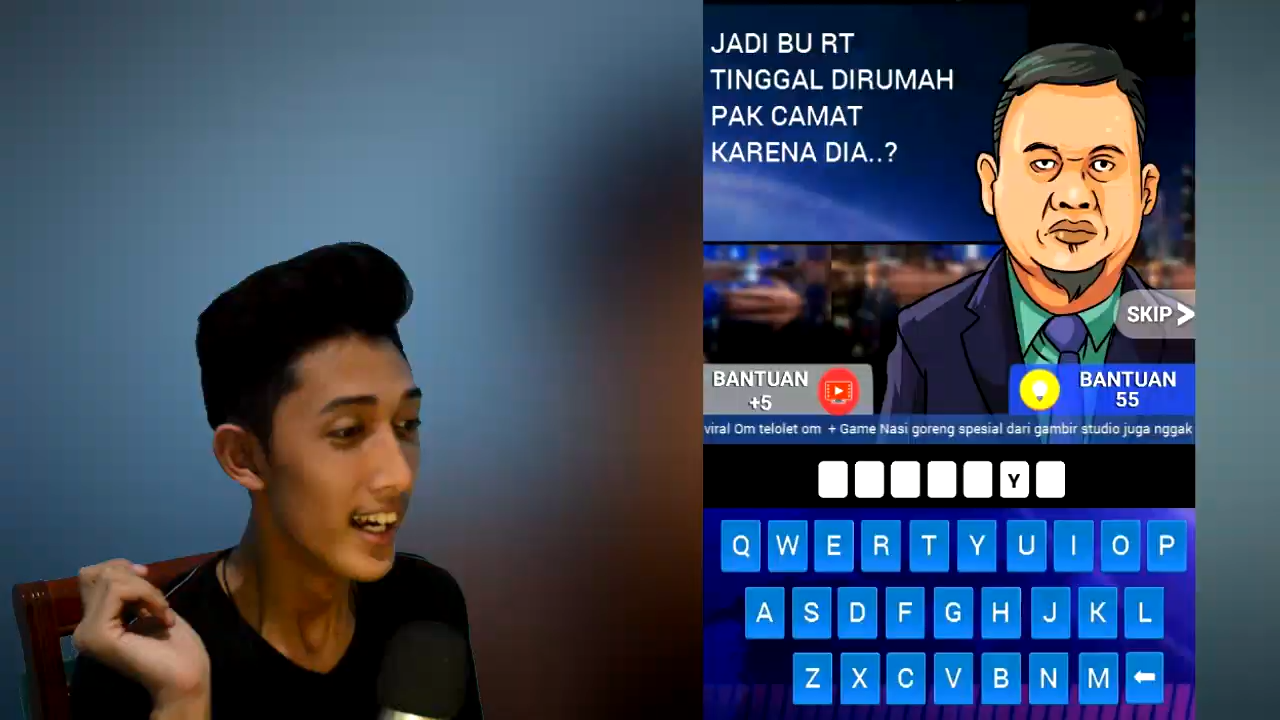 JADI BU RT
TINGGAL DIRUMAH
PAK CAMAT
KARENA DIA..?
SKIP >
BANTUAN
+5
BANTUAN
55
viral Om telolet om + Game Nasi goreng spesial dari gambir studio juga nggak
Y
Q W E R T Y U I O P
A S D F G H J K L
Z X C V B N M ⬅